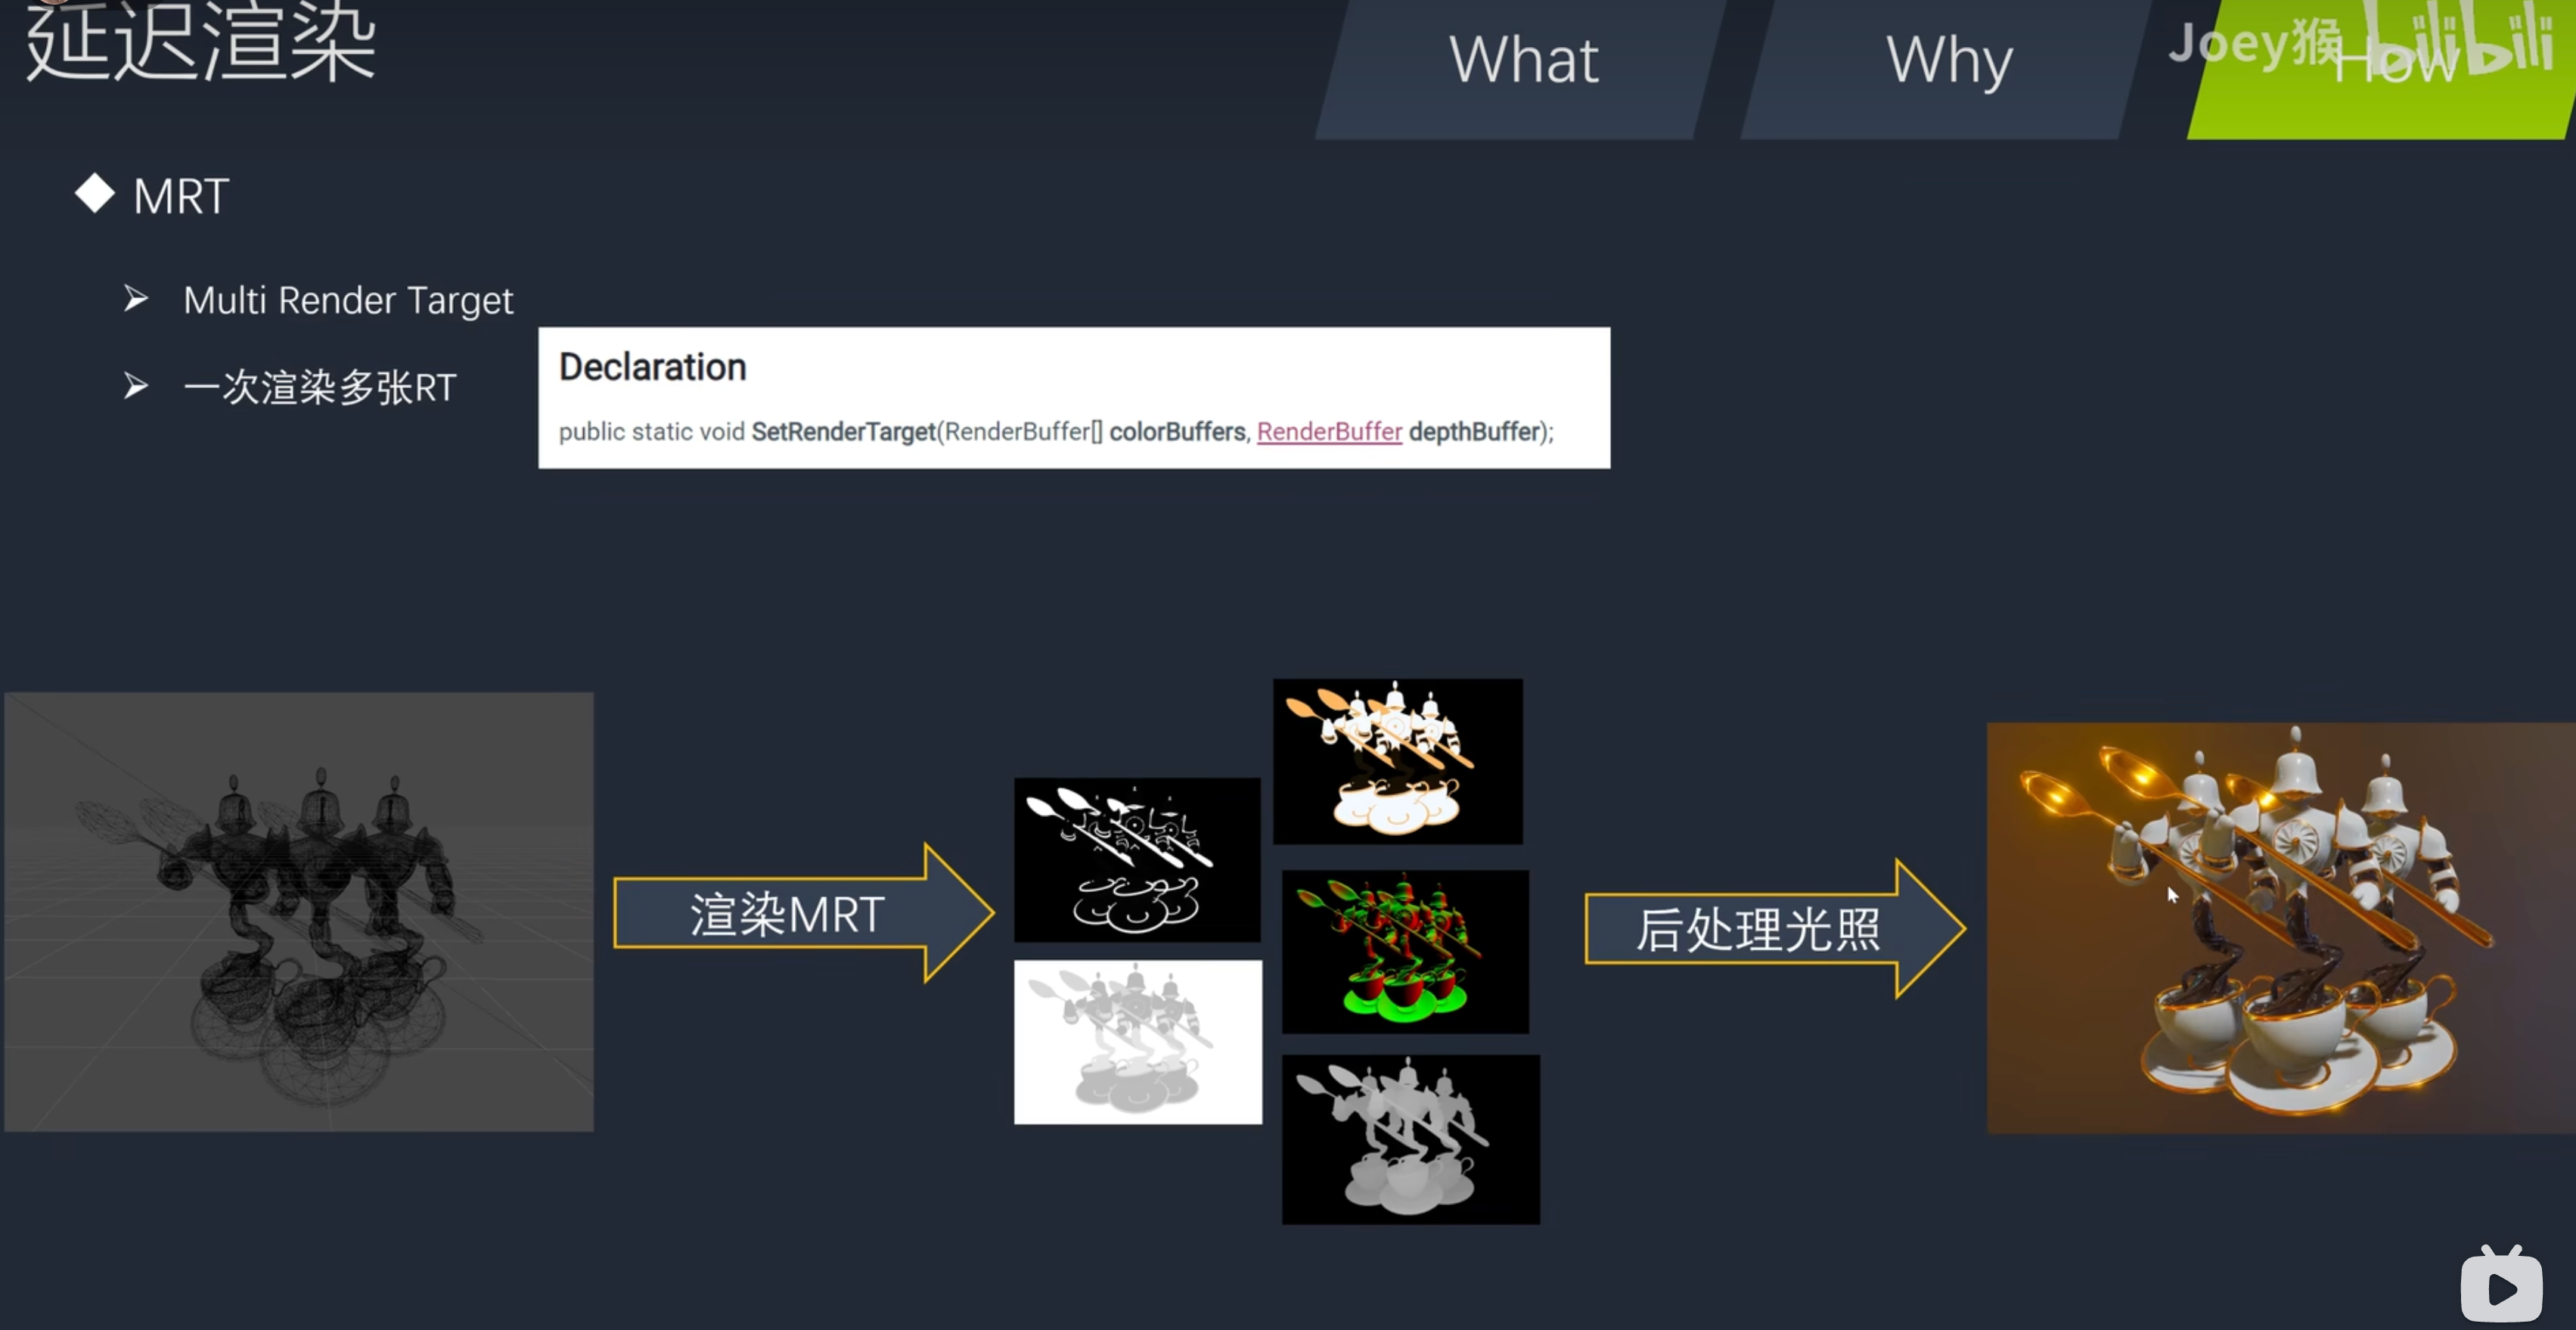 延迟渲染
What
Why
How
Joey猴
bilibili
MRT
Multi Render Target
一次渲染多张RT
Declaration
public static void SetRenderTarget(RenderBuffer[] colorBuffers, RenderBuffer depthBuffer);
渲染MRT
后处理光照